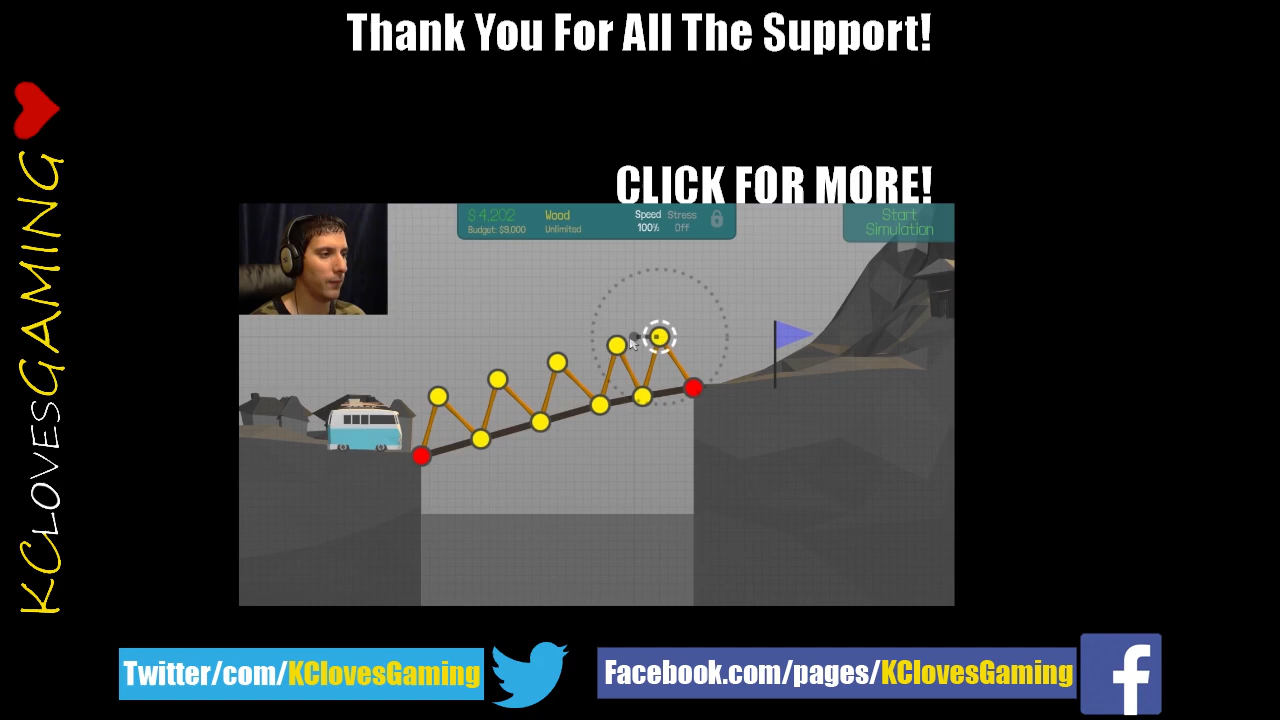 Thank You For All The Support!
KCLOVESGAMING
CLICK FOR MORE!
$ 4,202
Budget: $9,000
Wood
Unlimited
Speed
100%
Stress
Off
Start
Simulation
Twitter/com/KClovesGaming
Facebook.com/pages/KClovesGaming
f